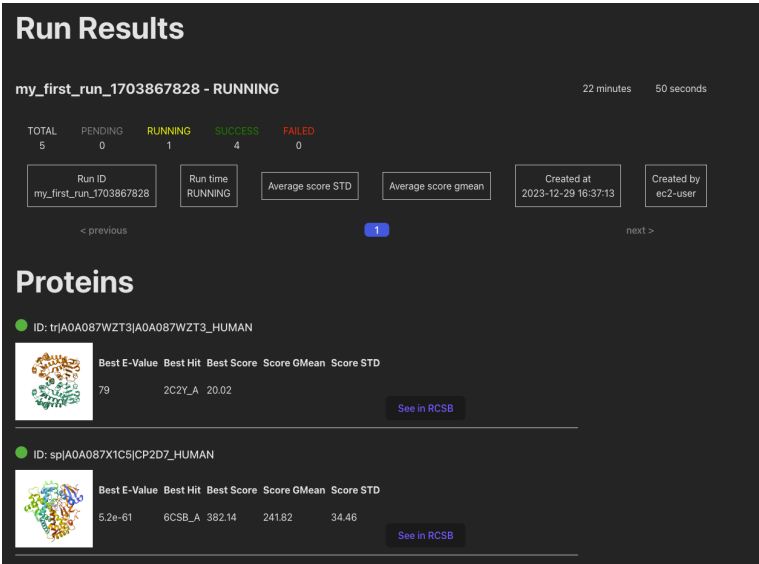 Run Results
my_first_run_1703867828 - RUNNING 22 minutes 50 seconds
TOTAL PENDING RUNNING SUCCESS FAILED
5 0 1 4 0
Run ID Run time Average score STD Average score gmean Created at Created by
my_first_run_1703867828 RUNNING 2023-12-29 16:37:13 ec2-user
< previous 1 next >
Proteins
ID: tr|A0A087WZT3|A0A087WZT3_HUMAN
Best E-Value Best Hit Best Score Score GMean Score STD
79 2C2Y_A 20.02
See in RCSB
ID: sp|A0A087X1C5|CP2D7_HUMAN
Best E-Value Best Hit Best Score Score GMean Score STD
5.2e-61 6CSB_A 382.14 241.82 34.46
See in RCSB